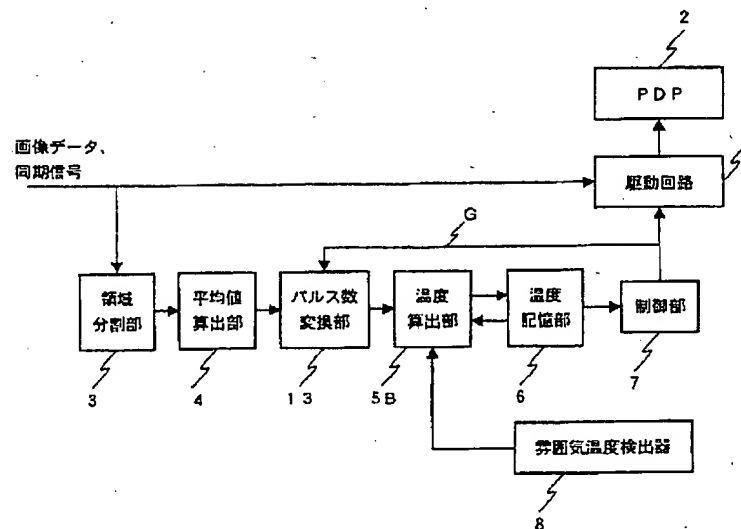 2
PDP
画像データ、
同期信号
駆動回路
G
領域
分割部
平均値
算出部
パルス数
変換部
温度
算出部
温度
記憶部
制御部
3
4
13
5B
6
7
雰囲気温度検出器
8